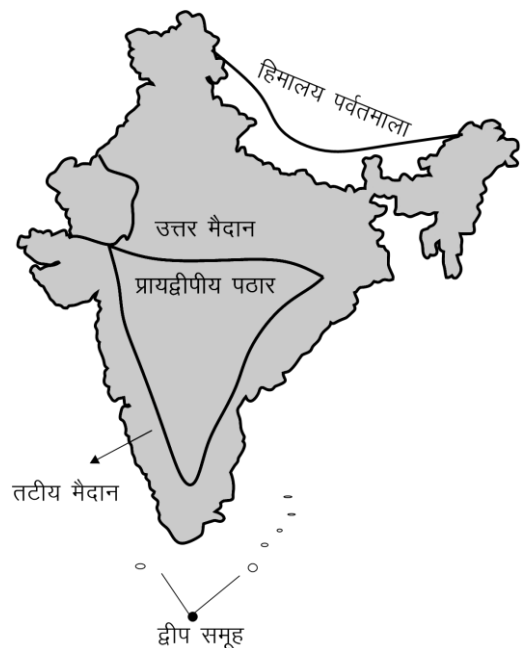 हिमालय पर्वतमाला
उत्तर मैदान
प्रायद्वीपीय पठार
तटीय मैदान
द्वीप समूह